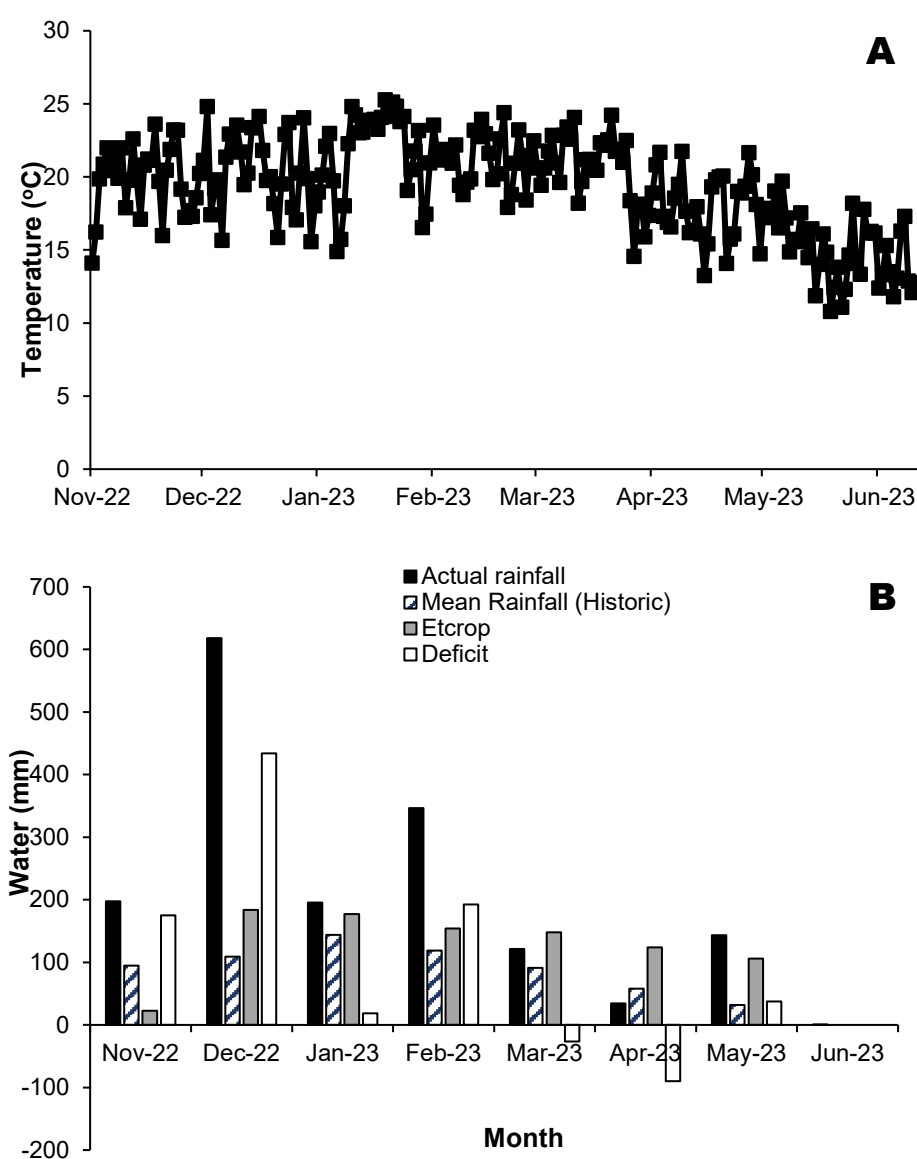 A
30
25
20
15
10
5
0
Temperature (°C)
Nov-22 Dec-22 Jan-23 Feb-23 Mar-23 Apr-23 May-23 Jun-23
B
Actual rainfall
Mean Rainfall (Historic)
Etcrop
Deficit
700
600
500
400
300
200
100
0
-100
-200
Water (mm)
Nov-22 Dec-22 Jan-23 Feb-23 Mar-23 Apr-23 May-23 Jun-23
Month